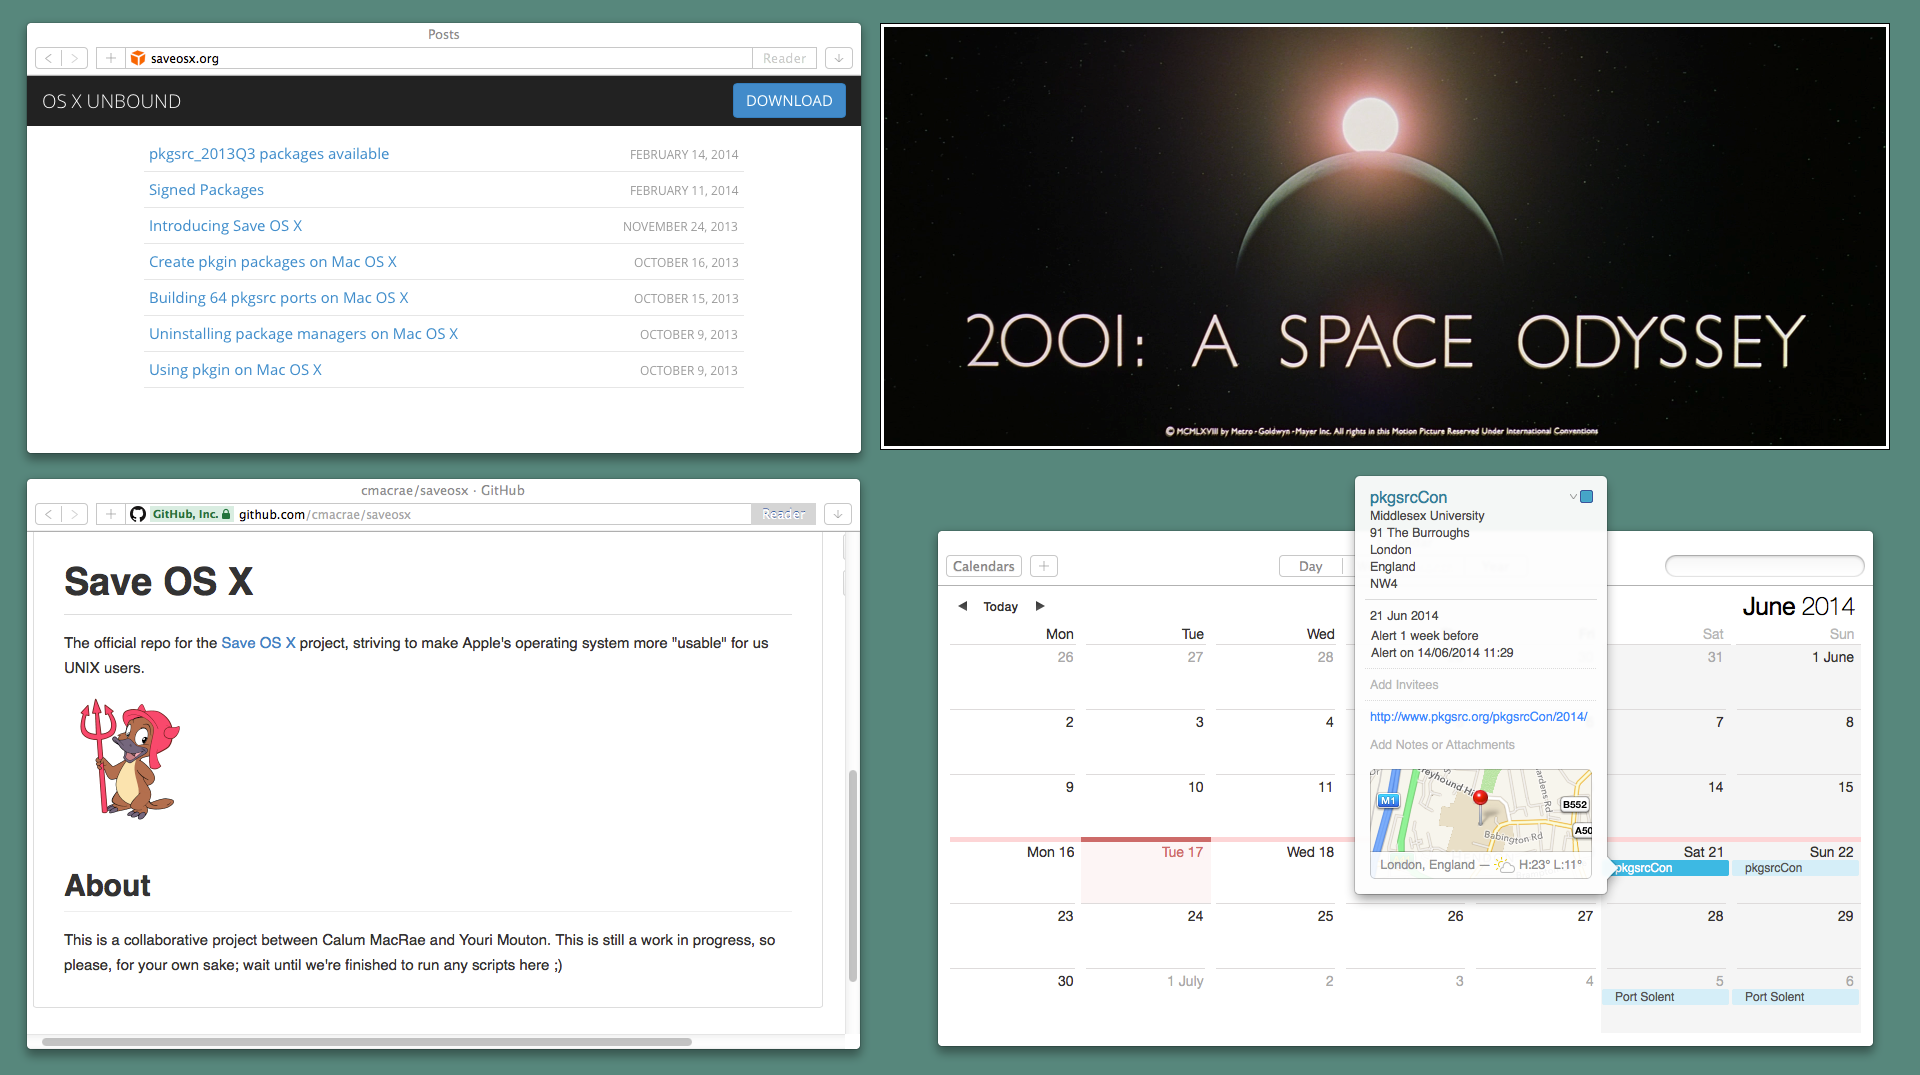 Posts
saveosx.org
Reader
OS X UNBOUND
DOWNLOAD
pkgsrc_2013Q3 packages available FEBRUARY 14, 2014
Signed Packages FEBRUARY 11, 2014
Introducing Save OS X NOVEMBER 24, 2013
Create pkgin packages on Mac OS X OCTOBER 16, 2013
Building 64 pkgsrc ports on Mac OS X OCTOBER 15, 2013
Uninstalling package managers on Mac OS X OCTOBER 9, 2013
Using pkgin on Mac OS X OCTOBER 9, 2013
2001: A SPACE ODYSSEY
© MCMLXVIII by Metro-Goldwyn-Mayer Inc. All rights in this Motion Picture Reserved Under International Conventions
cmacrae/saveosx · GitHub
GitHub, Inc. github.com/cmacrae/saveosx
Reader
Save OS X
The official repo for the Save OS X project, striving to make Apple's operating system more "usable" for us
UNIX users.
About
This is a collaborative project between Calum MacRae and Youri Mouton. This is still a work in progress, so
please, for your own sake; wait until we're finished to run any scripts here ;)
Calendars + Day
Today
June 2014
Mon Tue Wed Sat Sun
26 27 28 31 1 June
2 3 4 7 8
9 10 11 14 15
Mon 16 Tue 17 Wed 18 Sat 21 Sun 22
pkgsrcCon pkgsrcCon
23 24 25 26 27 28 29
30 1 July 2 3 4 5 6
Port Solent Port Solent
pkgsrcCon
Middlesex University
91 The Burroughs
London
England
NW4
21 Jun 2014
Alert 1 week before
Alert on 14/06/2014 11:29
Add Invitees
http://www.pkgsrc.org/pkgsrcCon/2014/
Add Notes or Attachments
M1
B552
A50
Babington Rd
London, England — H:23° L:11°